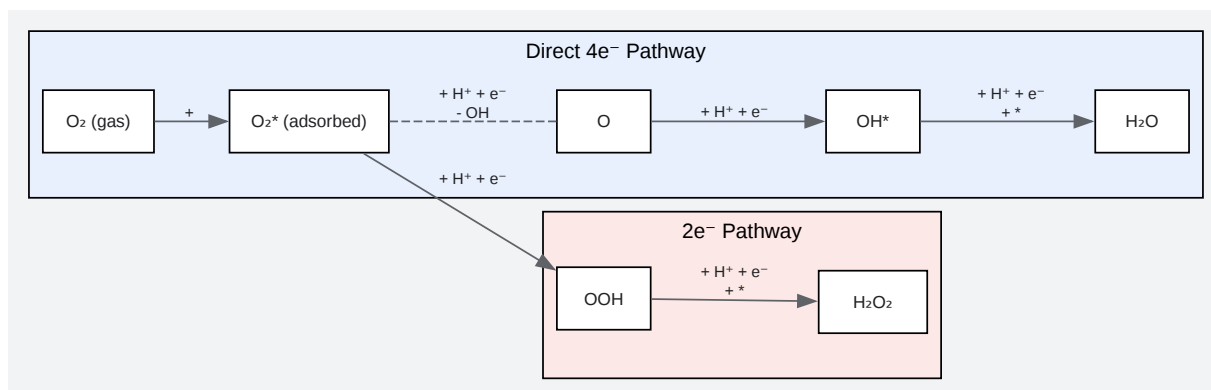 Direct 4e⁻ Pathway
O₂ (gas)
+
O₂* (adsorbed)
+ H⁺ + e⁻
- OH
O
+ H⁺ + e⁻
OH*
+ H⁺ + e⁻
+ *
H₂O
+ H⁺ + e⁻
2e⁻ Pathway
OOH
+ H⁺ + e⁻
+ *
H₂O₂